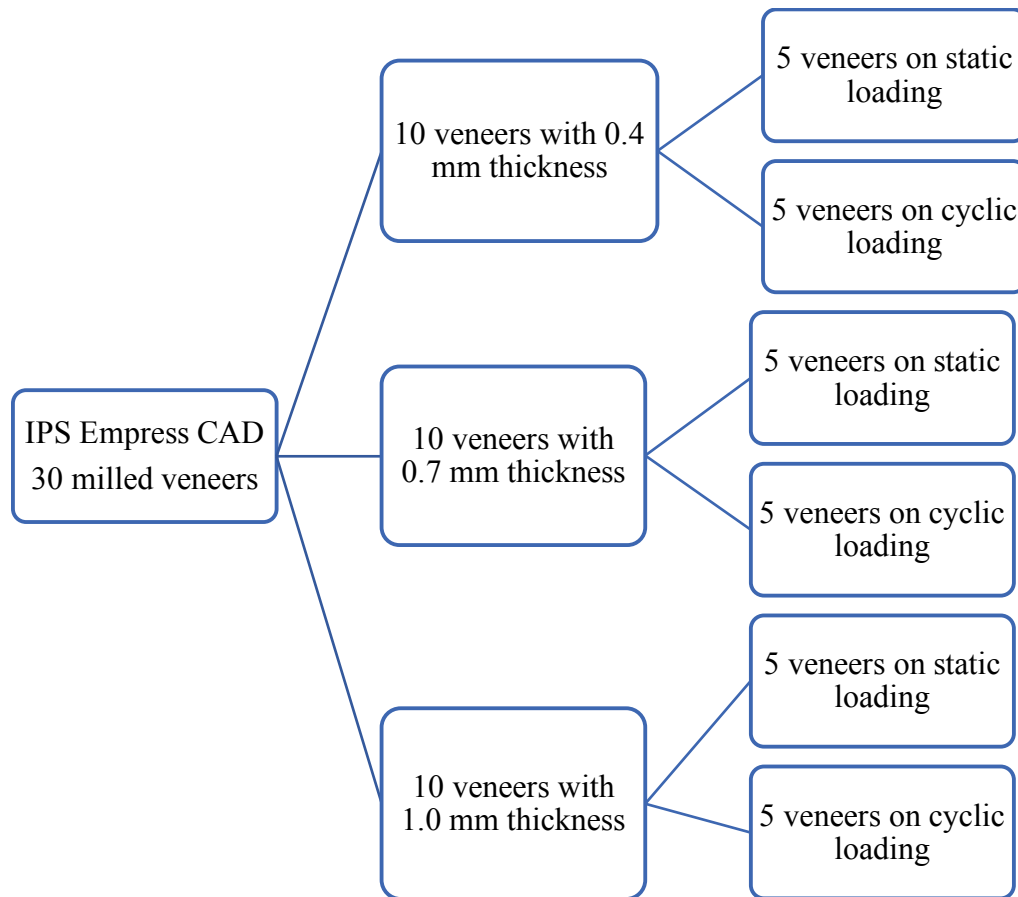 IPS Empress CAD
30 milled veneers
10 veneers with 0.4
mm thickness
5 veneers on static
loading
5 veneers on cyclic
loading
10 veneers with
0.7 mm thickness
5 veneers on static
loading
5 veneers on cyclic
loading
10 veneers with
1.0 mm thickness
5 veneers on static
loading
5 veneers on cyclic
loading